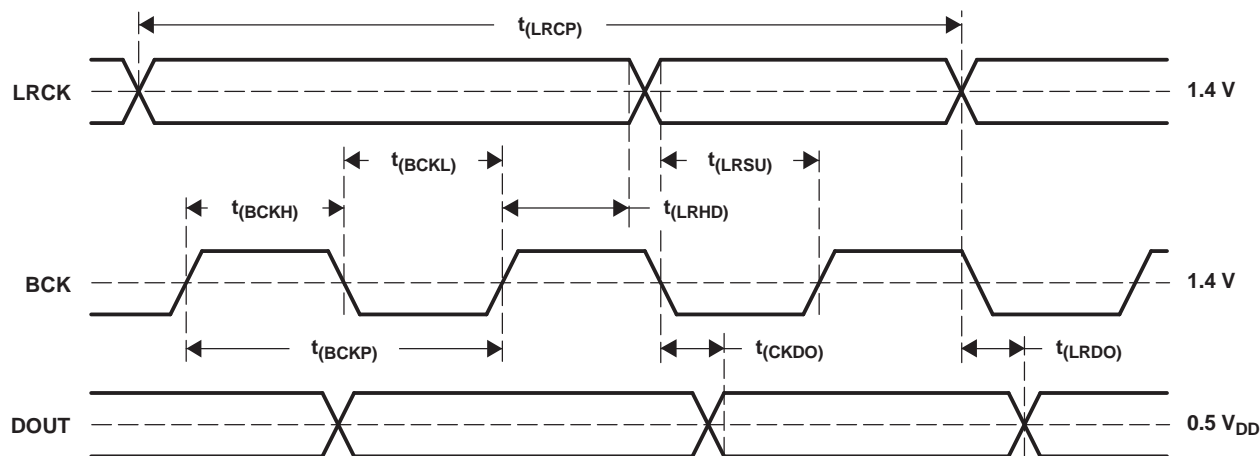 t(LRCP)
LRCK
1.4 V
t(BCKL)
t(LRSU)
t(BCKH)
t(LRHD)
BCK
1.4 V
t(BCKP)
t(CKDO)
t(LRDO)
DOUT
0.5 VDD